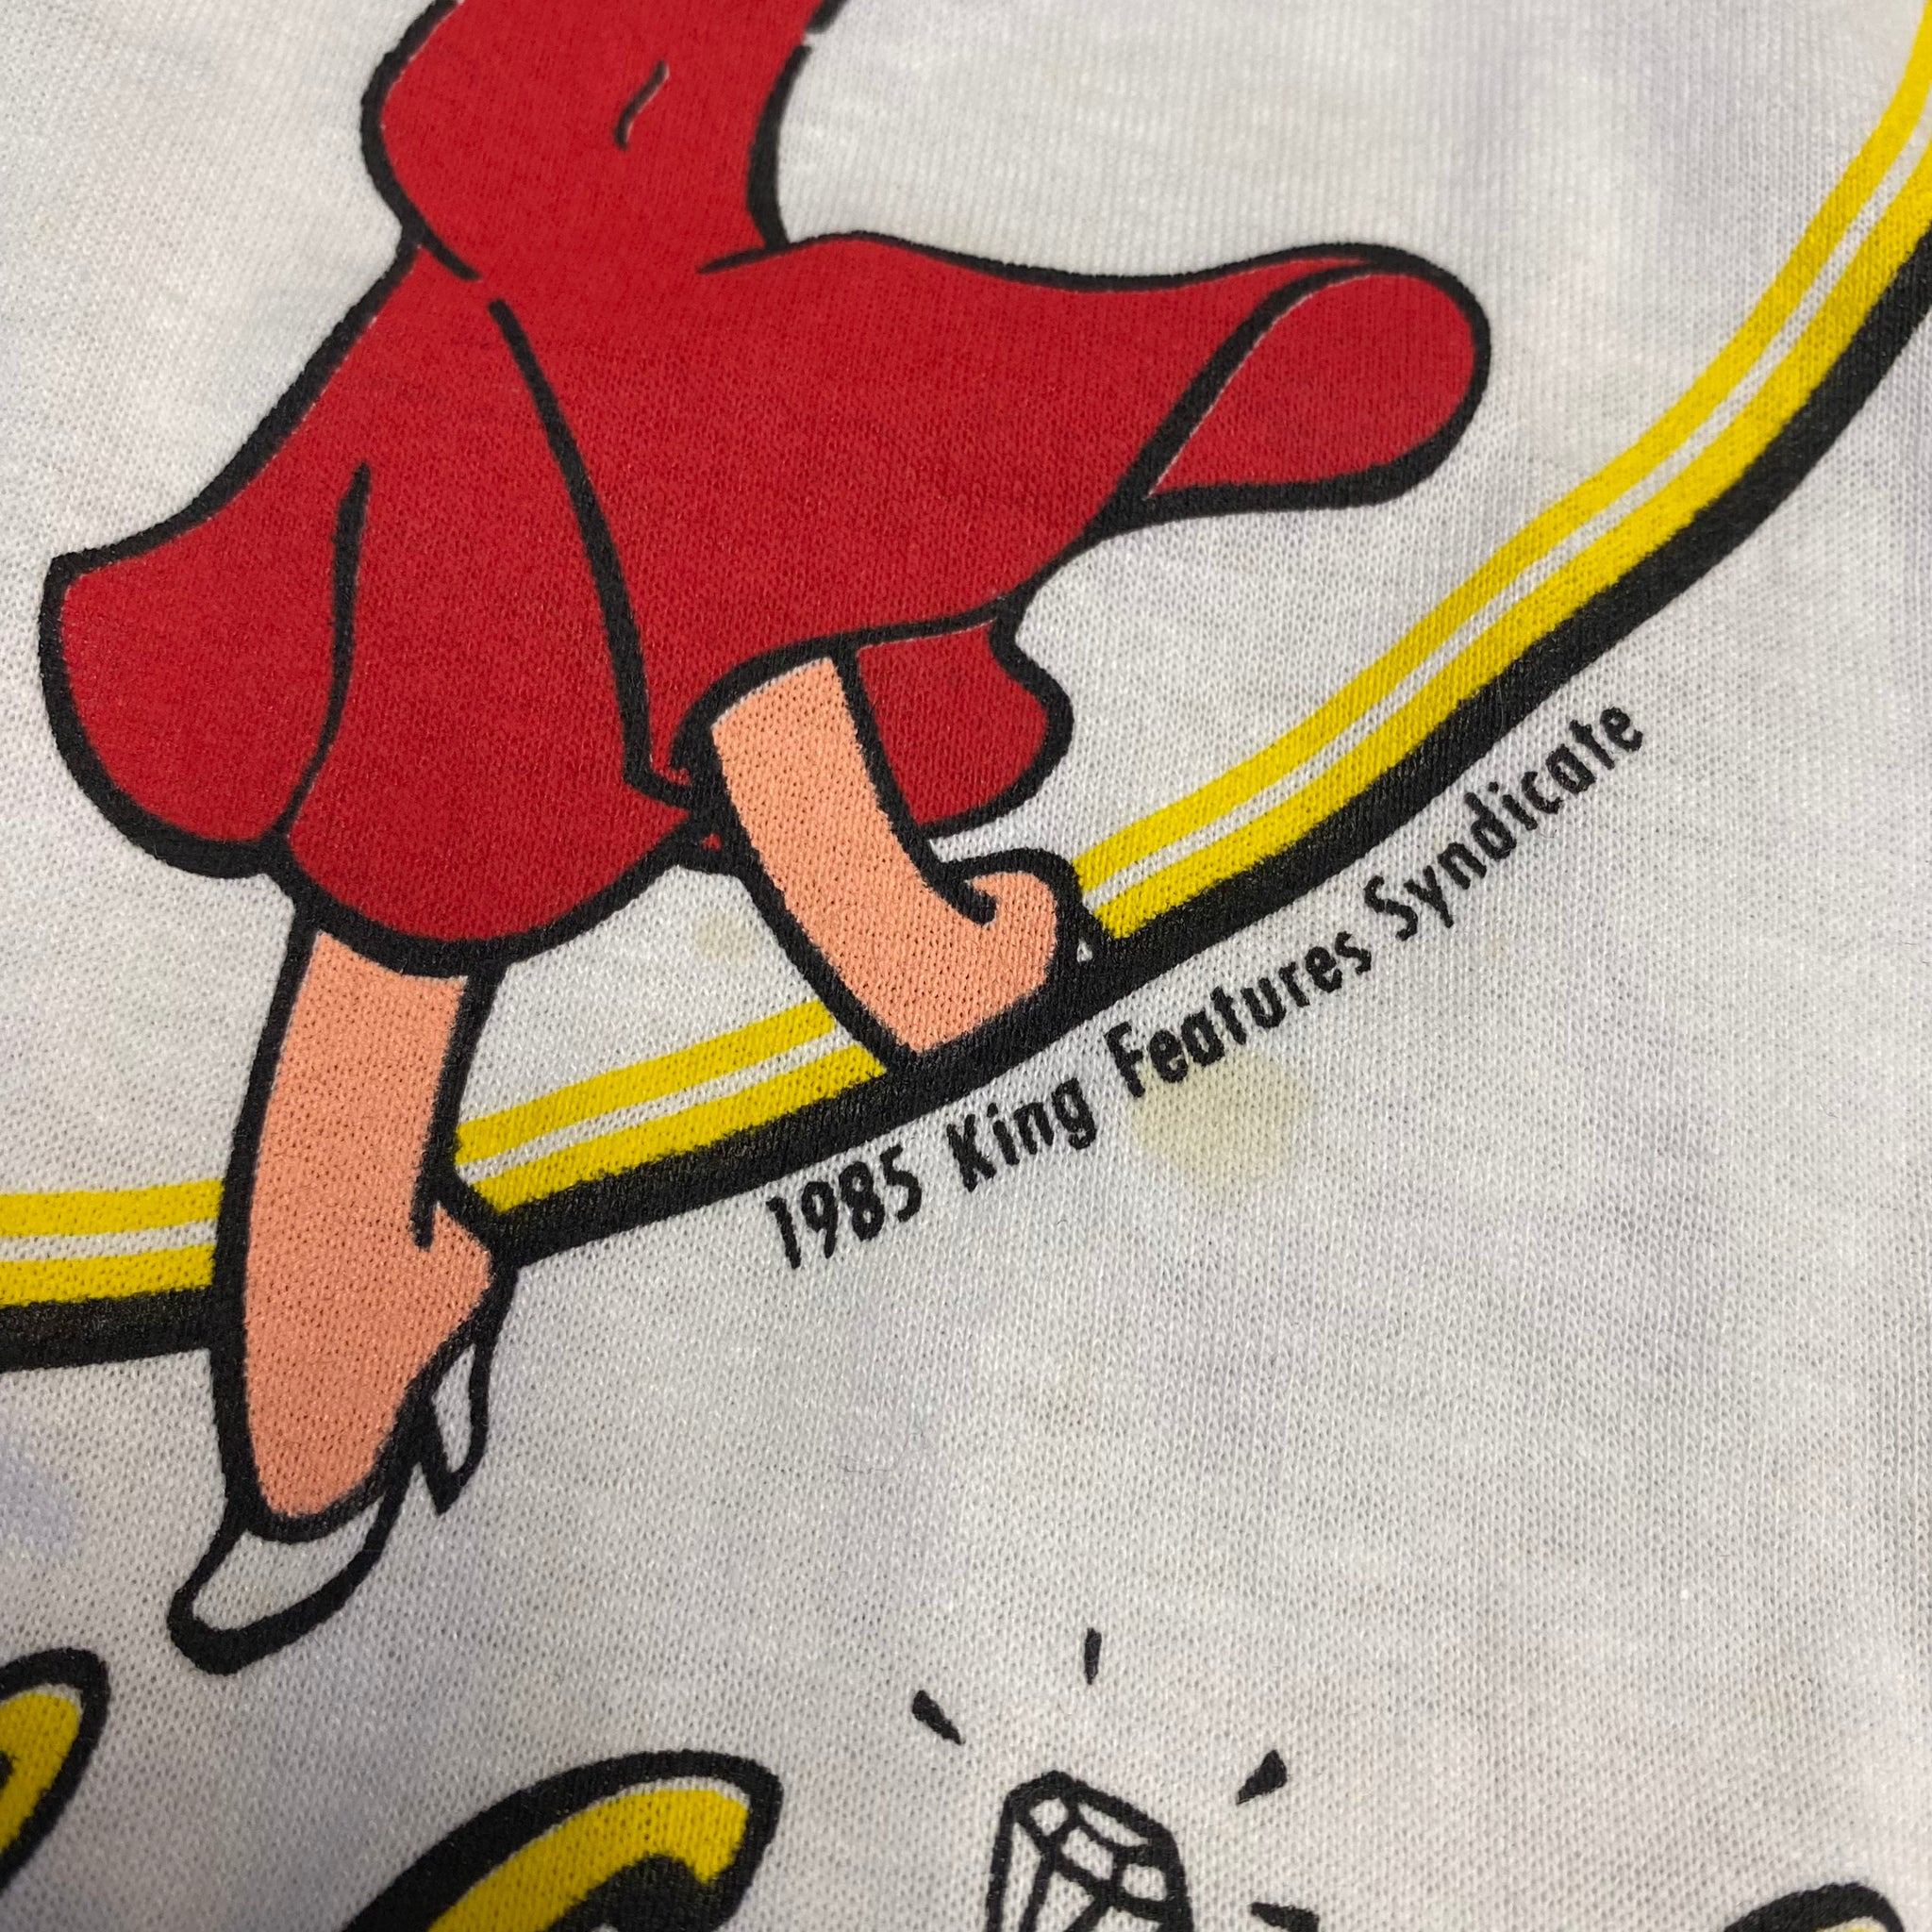 1985 King Features Syndicate